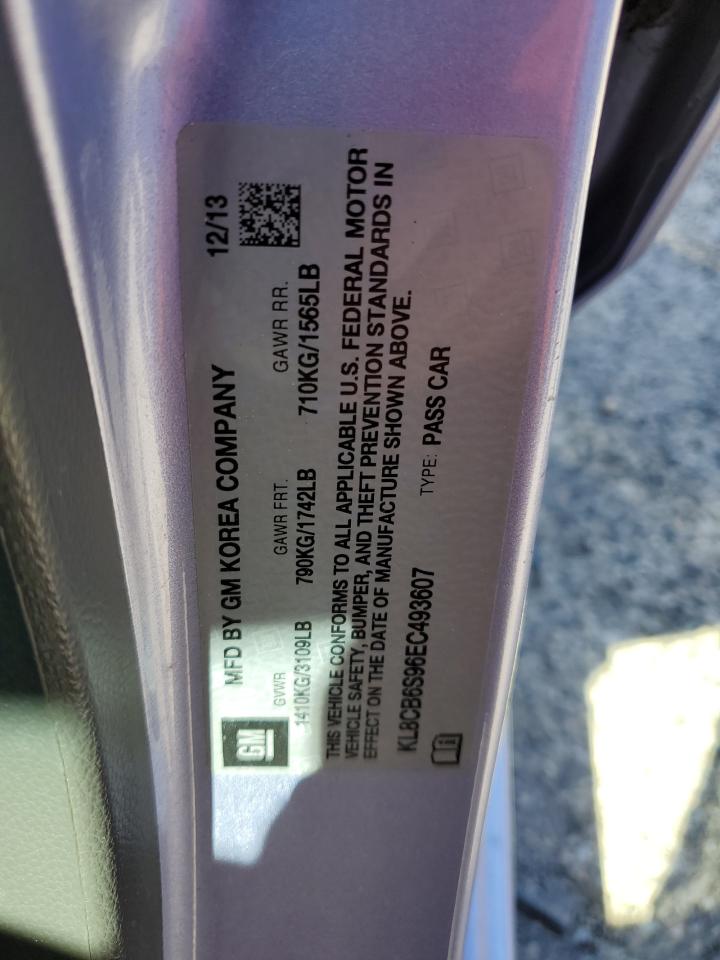 GM
MFD BY GM KOREA COMPANY 12/13
GVWR GAWR FRT. GAWR RR.
1410KG/3109LB 790KG/1742LB 710KG/1565LB
THIS VEHICLE CONFORMS TO ALL APPLICABLE U.S. FEDERAL MOTOR
VEHICLE SAFETY, BUMPER, AND THEFT PREVENTION STANDARDS IN
EFFECT ON THE DATE OF MANUFACTURE SHOWN ABOVE.
KL8CB6S96EC493607 TYPE: PASS CAR